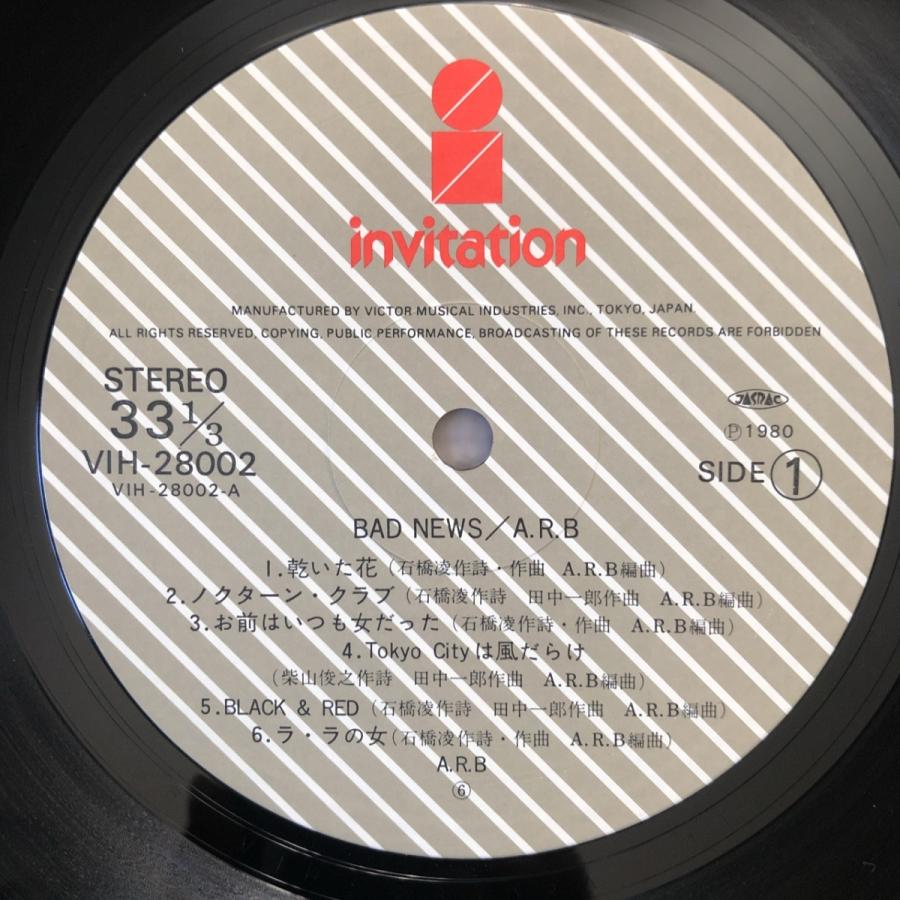 invitation
MANUFACTURED BY VICTOR MUSICAL INDUSTRIES, INC., TOKYO, JAPAN.
ALL RIGHTS RESERVED, COPYING, PUBLIC PERFORMANCE, BROADCASTING OF THESE RECORDS ARE FORBIDDEN
STEREO
33 1/3
VIH-28002
VIH-28002-A
JASRAC
Ⓟ1980
SIDE ①
BAD NEWS／A.R.B
1.乾いた花（石橋凌作詩・作曲　A.R.B編曲）
2.ノクターン・クラブ（石橋凌作詩　田中一郎作曲　A.R.B編曲）
3.お前はいつも女だった（石橋凌作詩・作曲　A.R.B編曲）
4.Tokyo Cityは風だらけ
（柴山俊之作詩　田中一郎作曲　A.R.B編曲）
5.BLACK & RED（石橋凌作詩　田中一郎作曲　A.R.B編曲）
6.ラ・ラの女（石橋凌作詩・作曲　A.R.B編曲）
A.R.B
⑥